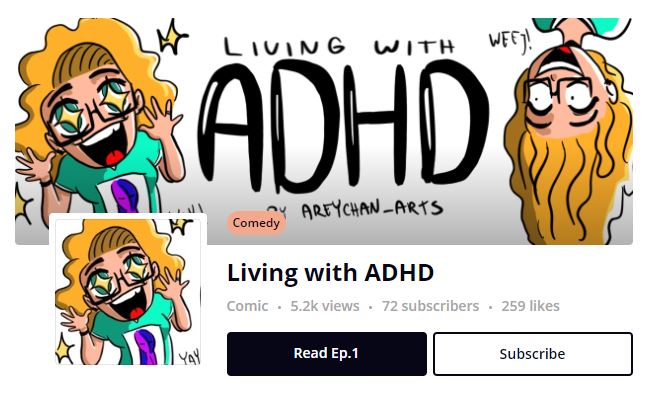 LIVING WITH
WEEJ!
ADHD
BY AREYCHAN_ARTS
Comedy
Living with ADHD
Comic • 5.2k views • 72 subscribers • 259 likes
YAY
Read Ep.1
Subscribe